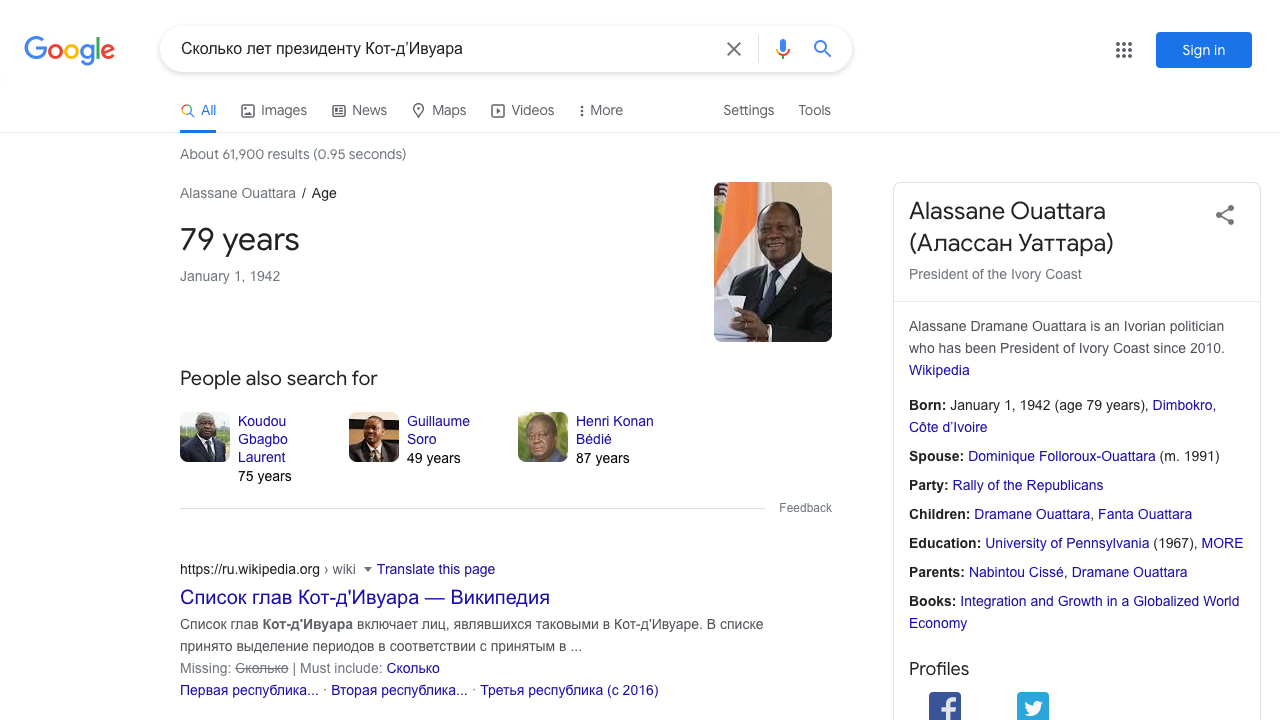 Google
Сколько лет президенту Кот-д’Ивуара
Sign in
All
Images
News
Maps
Videos
More
Settings
Tools
About 61,900 results (0.95 seconds)
Alassane Ouattara / Age
79 years
January 1, 1942
People also search for
Koudou
Gbagbo
Laurent
75 years
Guillaume
Soro
49 years
Henri Konan
Bédié
87 years
Feedback
https://ru.wikipedia.org › wiki Translate this page
Список глав Кот-д'Ивуара — Википедия
Список глав Кот-д'Ивуара включает лиц, являвшихся таковыми в Кот-д'Ивуаре. В списке
принято выделение периодов в соответствии с принятым в ...
Missing: Сколько | Must include: Сколько
Первая республика... · Вторая республика... · Третья республика (с 2016)
Alassane Ouattara
(Алассан Уаттара)
President of the Ivory Coast
Alassane Dramane Ouattara is an Ivorian politician
who has been President of Ivory Coast since 2010.
Wikipedia
Born: January 1, 1942 (age 79 years), Dimbokro,
Côte d’Ivoire
Spouse: Dominique Folloroux-Ouattara (m. 1991)
Party: Rally of the Republicans
Children: Dramane Ouattara, Fanta Ouattara
Education: University of Pennsylvania (1967), MORE
Parents: Nabintou Cissé, Dramane Ouattara
Books: Integration and Growth in a Globalized World
Economy
Profiles